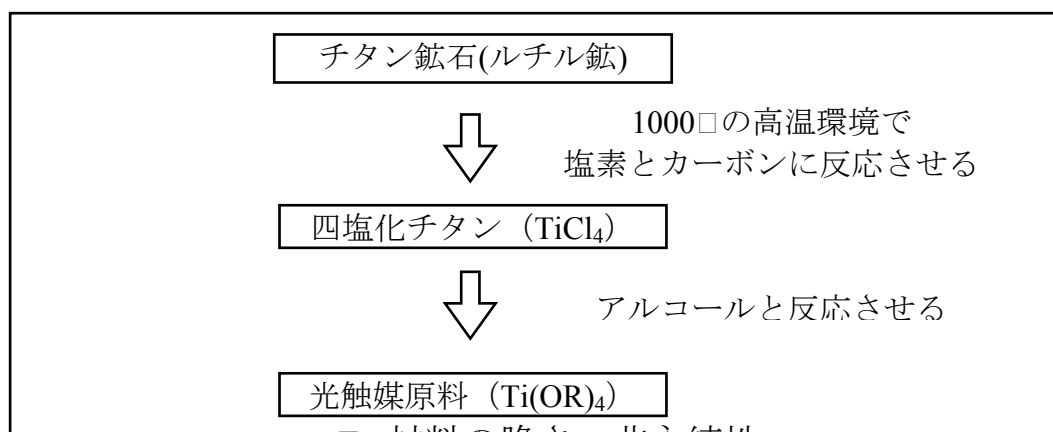 チタン鉱石(ルチル鉱)
1000□の高温環境で
塩素とカーボンに反応させる
四塩化チタン（TiCl₄）
アルコールと反応させる
光触媒原料（Ti(OR)₄）